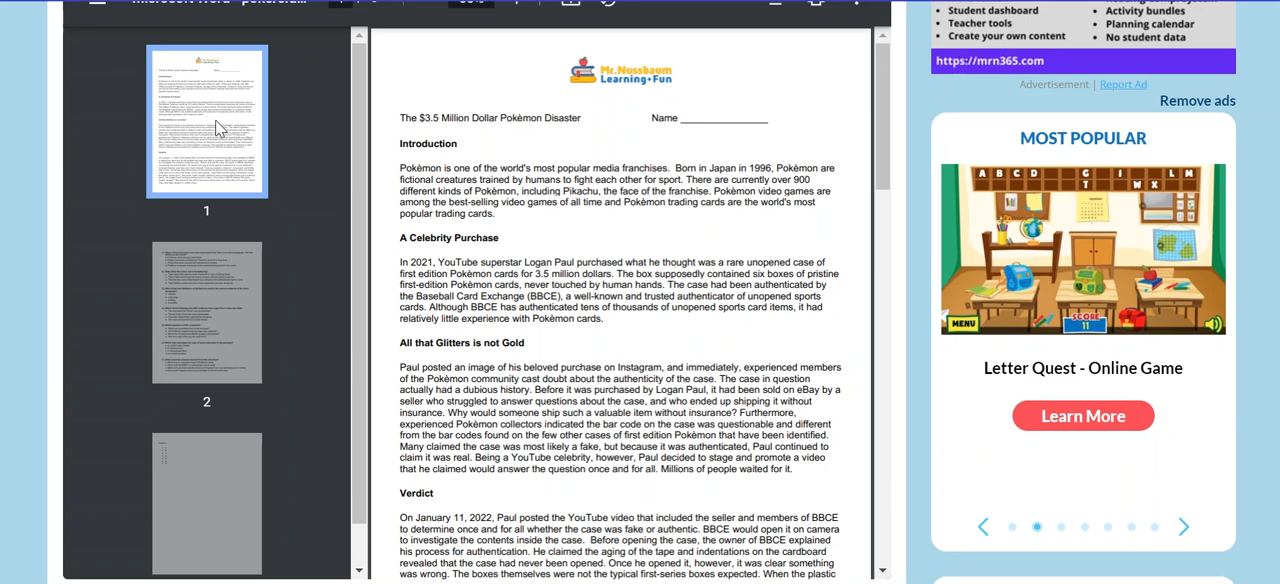 Student dashboard
Teacher tools
Create your own content
Activity bundles
Planning calendar
No student data
https://mrn365.com
Advertisement | Report Ad
Remove ads
Mr. Nussbaum
Learning+Fun
The $3.5 Million Dollar Pokèmon Disaster
Name
Introduction
Pokèmon is one of the world's most popular media franchises. Born in Japan in 1996, Pokèmon are
fictional creatures trained by humans to fight each other for sport. There are currently over 900
different kinds of Pokèmon, including Pikachu, the face of the franchise. Pokèmon video games are
among the best-selling video games of all time and Pokèmon trading cards are the world's most
popular trading cards.
A Celebrity Purchase
In 2021, YouTube superstar Logan Paul purchased what he thought was a rare unopened case of
first edition Pokèmon cards for 3.5 million dollars. The box supposedly contained six boxes of pristine
first-edition Pokèmon cards, never touched by human hands. The case had been authenticated by
the Baseball Card Exchange (BBCE), a well-known and trusted authenticator of unopened sports
cards. Although BBCE has authenticated tens of thousands of unopened sports card items, it had
relatively little experience with Pokèmon cards.
All that Glitters is not Gold
Paul posted an image of his beloved purchase on Instagram, and immediately, experienced members
of the Pokèmon community cast doubt about the authenticity of the case. The case in question
actually had a dubious history. Before it was purchased by Logan Paul, it had been sold on eBay by a
seller who struggled to answer questions about the case, and who ended up shipping it without
insurance. Why would someone ship such a valuable item without insurance? Furthermore,
experienced Pokèmon collectors indicated the bar code on the case was questionable and different
from the bar codes found on the few other cases of first edition Pokèmon that have been identified.
Many claimed the case was most likely a fake, but because it was authenticated, Paul continued to
claim it was real. Being a YouTube celebrity, however, Paul decided to stage and promote a video
that he claimed would answer the question once and for all. Millions of people waited for it.
Verdict
On January 11, 2022, Paul posted the YouTube video that included the seller and members of BBCE
to determine once and for all whether the case was fake or authentic. BBCE would open it on camera
to investigate the contents inside the case. Before opening the case, the owner of BBCE explained
his process for authentication. He claimed the aging of the tape and indentations on the cardboard
revealed that the case had never been opened. Once he opened it, however, it was clear something
was wrong. The boxes themselves were not the typical first-series boxes expected. When the plastic
1
2
MOST POPULAR
A B C D G I L M
T W X
MENU
SCORE
11
Letter Quest - Online Game
Learn More